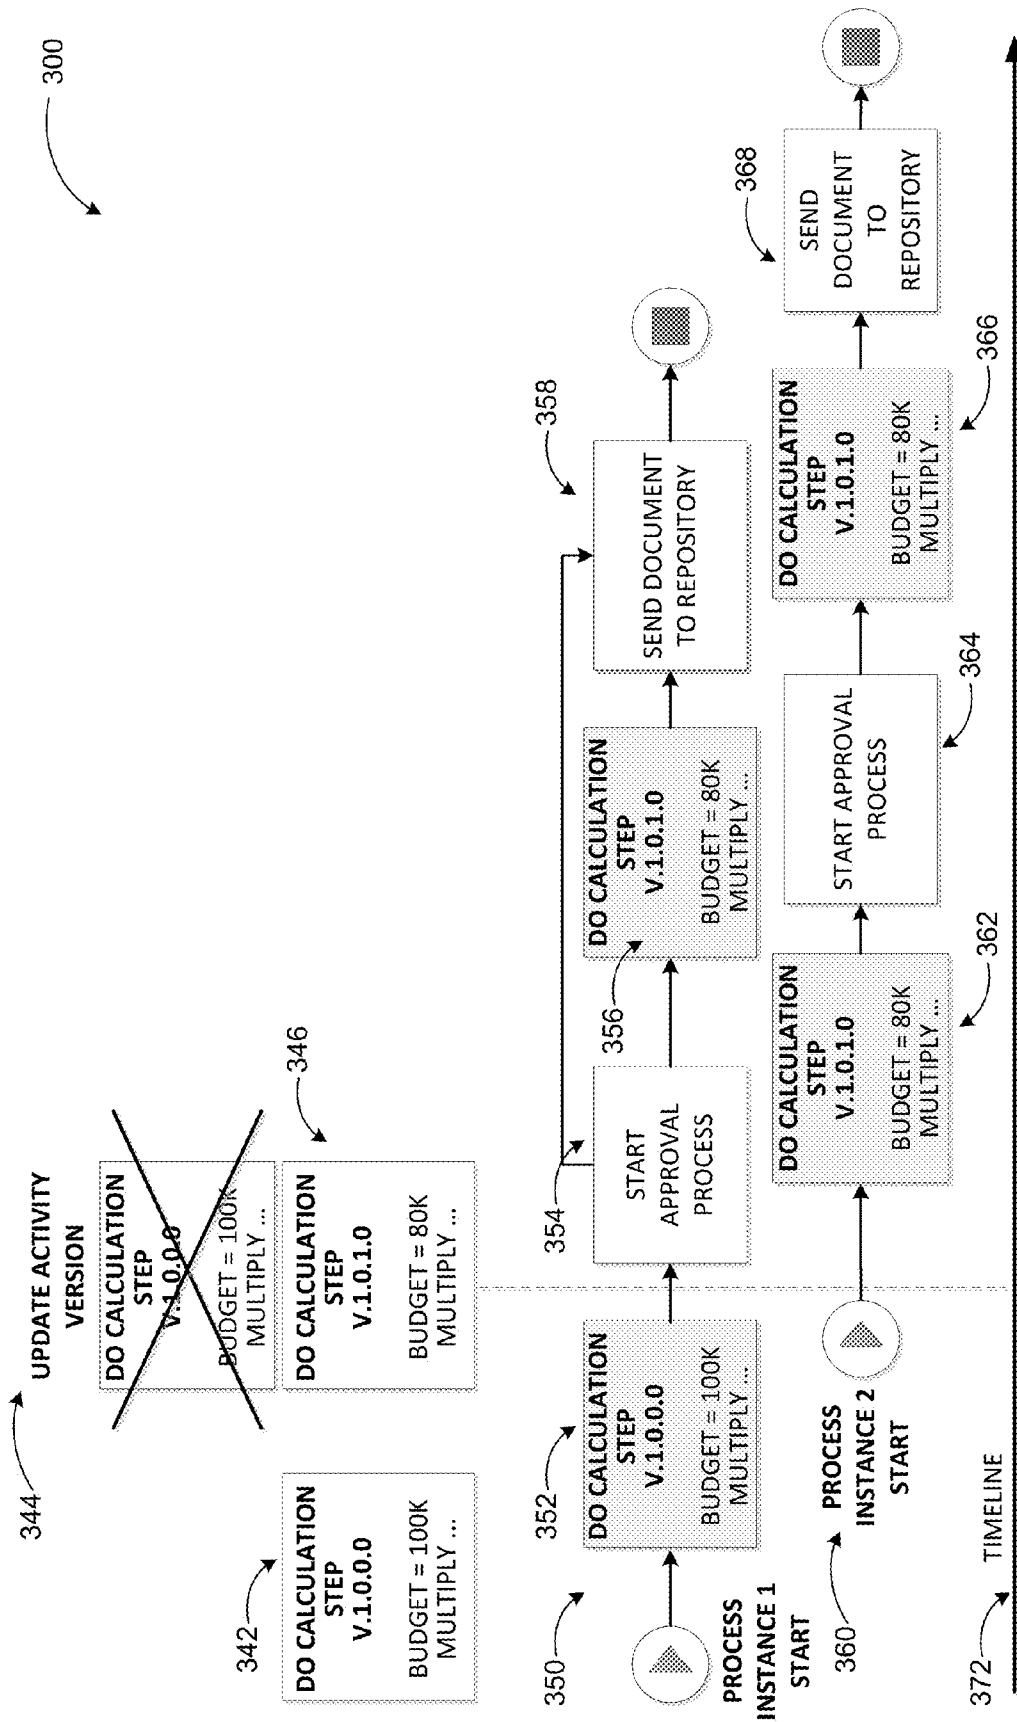 300
344
UPDATE ACTIVITY
VERSION
DO CALCULATION
STEP
V.1.0.0.0
BUDGET = 100K
MULTIPLY ...
342
DO CALCULATION
STEP
V.1.0.0.0
BUDGET = 100K
MULTIPLY ...
346
DO CALCULATION
STEP
V.1.0.1.0
BUDGET = 80K
MULTIPLY ...
350
PROCESS
INSTANCE 1
START
352
DO CALCULATION
STEP
V.1.0.0.0
BUDGET = 100K
MULTIPLY ...
354
START
APPROVAL
PROCESS
356
DO CALCULATION
STEP
V.1.0.1.0
BUDGET = 80K
MULTIPLY ...
358
SEND DOCUMENT
TO REPOSITORY
360
PROCESS
INSTANCE 2
START
362
DO CALCULATION
STEP
V.1.0.1.0
BUDGET = 80K
MULTIPLY ...
364
START APPROVAL
PROCESS
366
DO CALCULATION
STEP
V.1.0.1.0
BUDGET = 80K
MULTIPLY ...
368
SEND
DOCUMENT
TO
REPOSITORY
372
TIMELINE